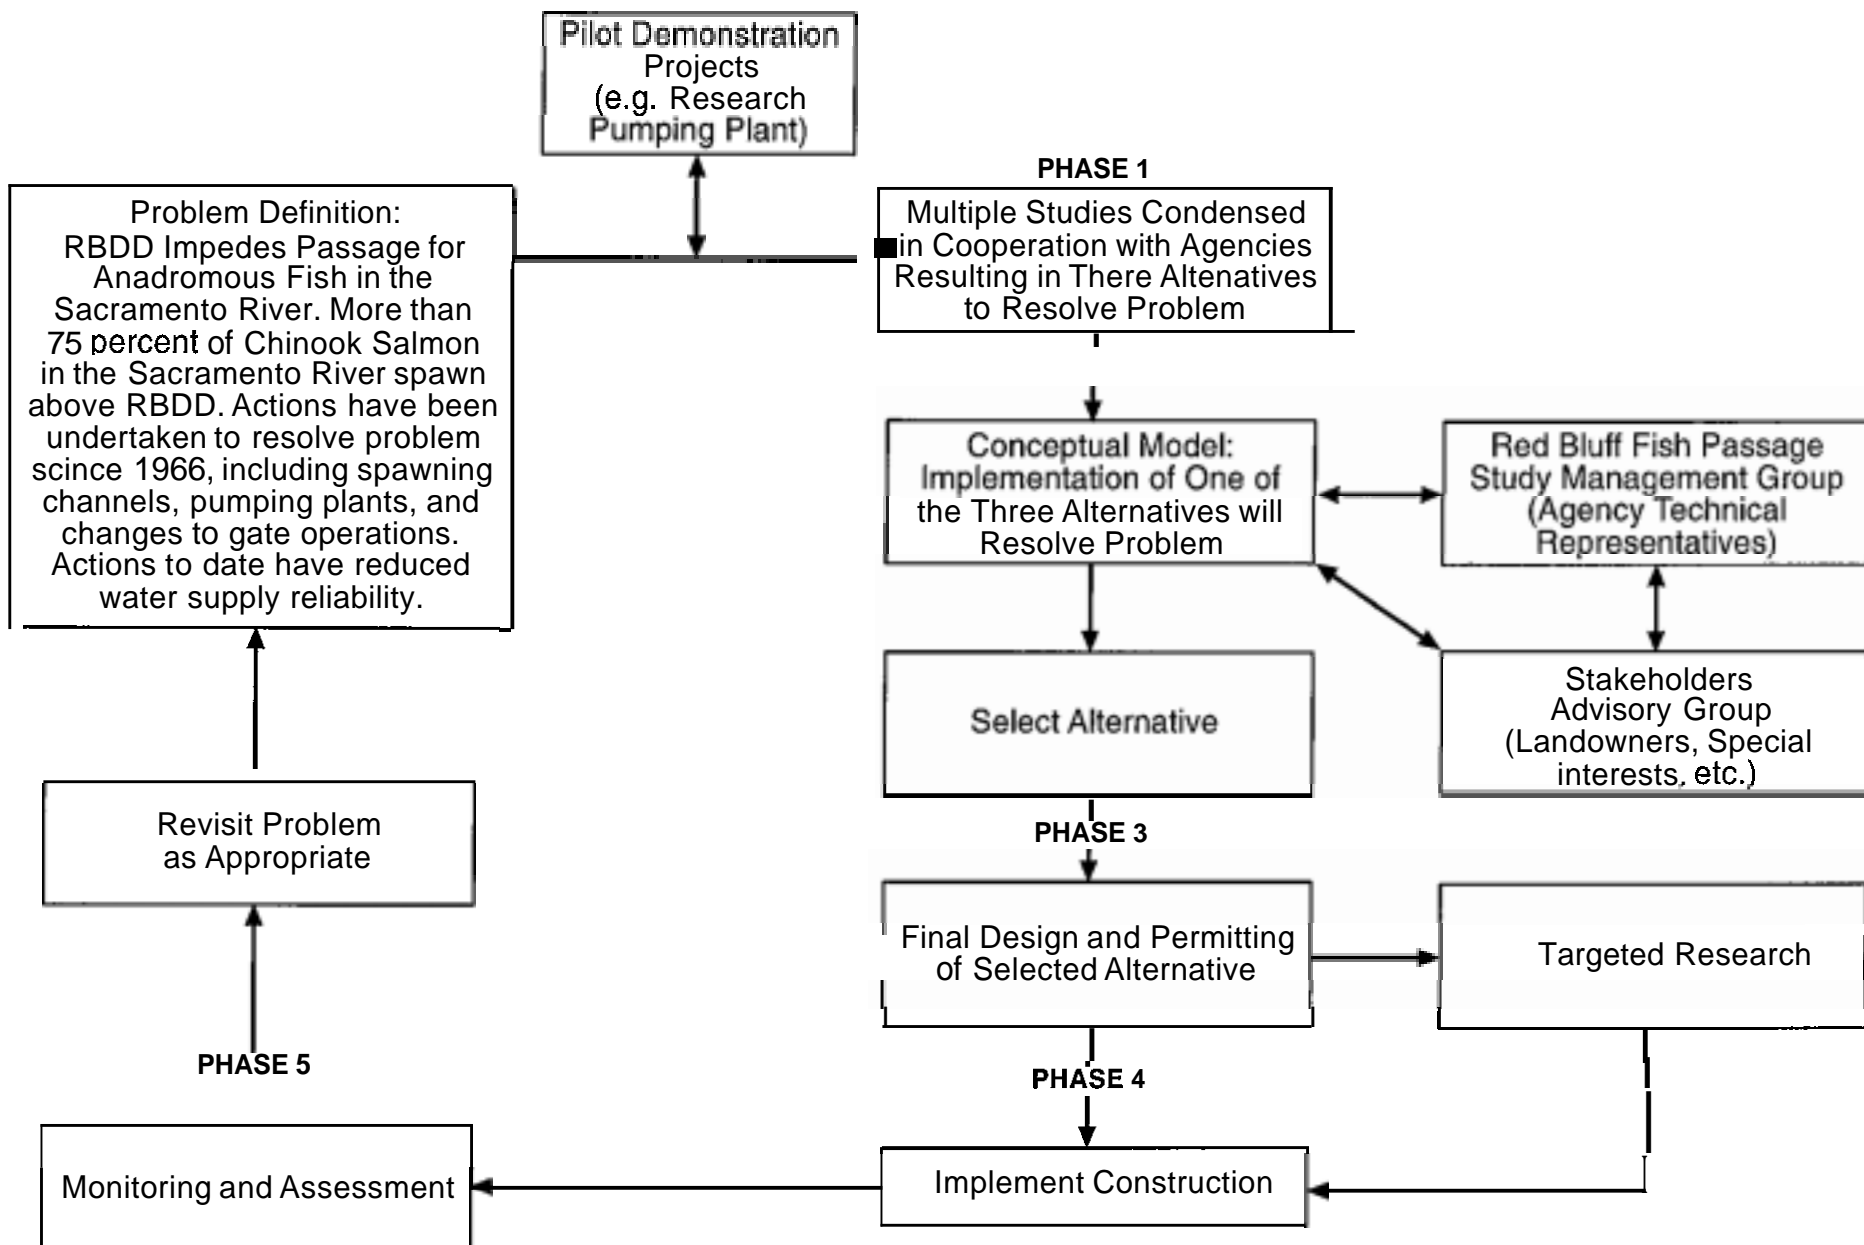 Pilot Demonstration
Projects
(e.g. Research
Pumping Plant)
PHASE 1
Problem Definition:
RBDD Impedes Passage for
Anadromous Fish in the
Sacramento River. More than
75 percent of Chinook Salmon
in the Sacramento River spawn
above RBDD. Actions have been
undertaken to resolve problem
scince 1966, including spawning
channels, pumping plants, and
changes to gate operations.
Actions to date have reduced
water supply reliability.
Multiple Studies Condensed
in Cooperation with Agencies
Resulting in There Altenatives
to Resolve Problem
Conceptual Model:
Implementation of One of
the Three Alternatives will
Resolve Problem
Red Bluff Fish Passage
Study Management Group
(Agency Technical
Representatives)
Select Alternative
Stakeholders
Advisory Group
(Landowners, Special
interests, etc.)
Revisit Problem
as Appropriate
PHASE 3
Final Design and Permitting
of Selected Alternative
Targeted Research
PHASE 5
PHASE 4
Monitoring and Assessment
Implement Construction